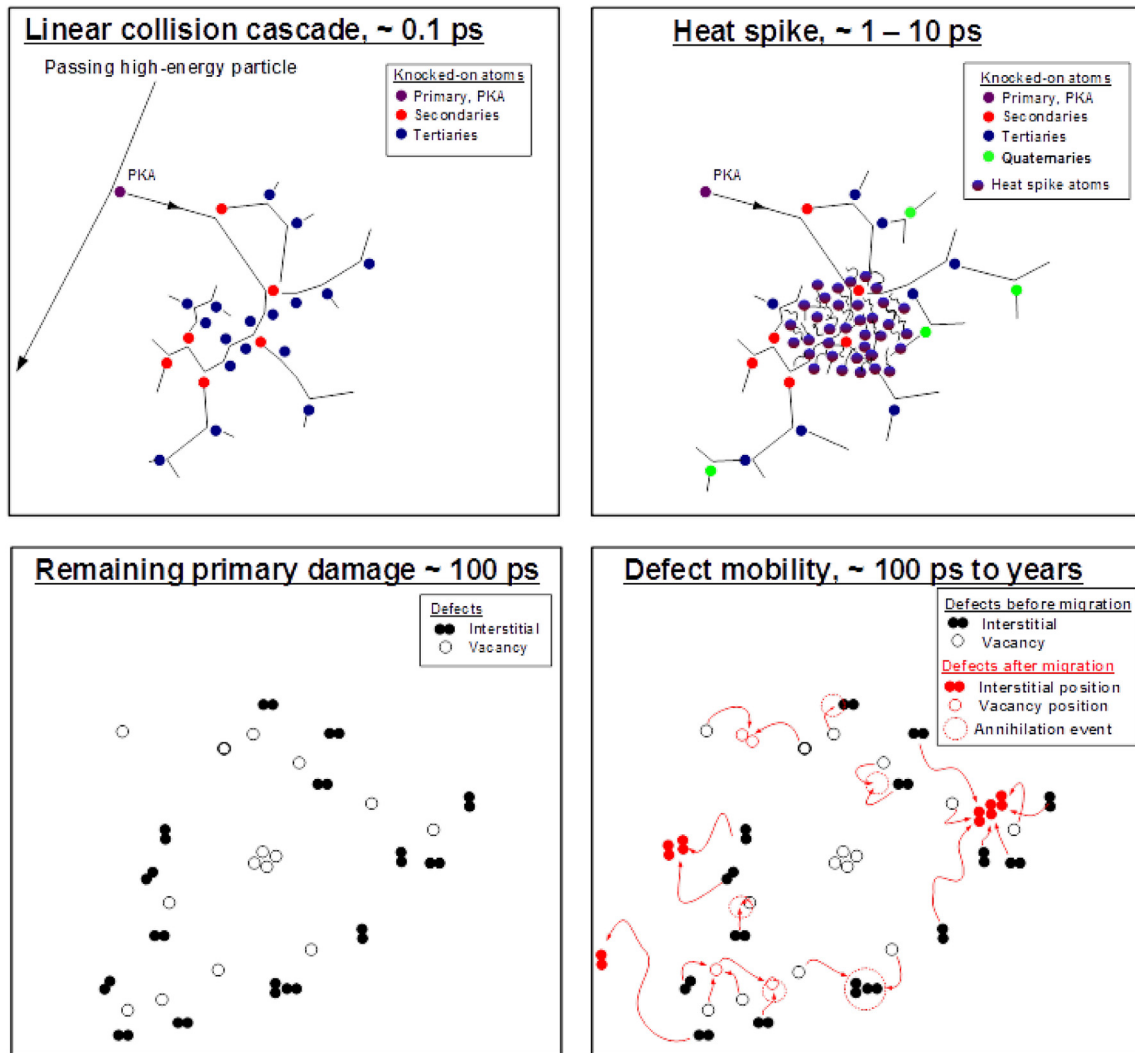 Linear collision cascade, ~ 0.1 ps
Passing high-energy particle
Knocked-on atoms
Primary, PKA
Secondaries
Tertiaries
PKA
Heat spike, ~ 1 – 10 ps
Knocked-on atoms
Primary, PKA
Secondaries
Tertiaries
Quaternaries
Heat spike atoms
PKA
Remaining primary damage ~ 100 ps
Defects
Interstitial
Vacancy
Defect mobility, ~ 100 ps to years
Defects before migration
Interstitial
Vacancy
Defects after migration
Interstitial position
Vacancy position
Annihilation event